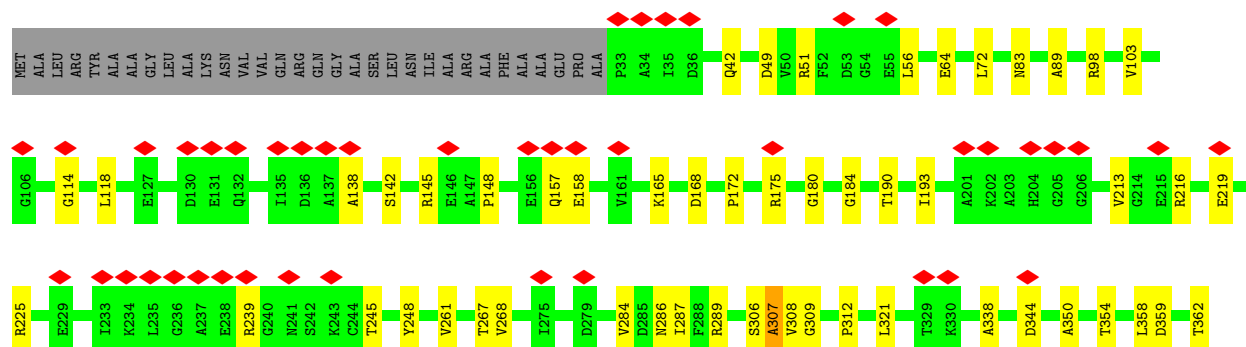 MET ALA LEU ARG TYR ALA ALA GLY LEU ALA LYS ASN VAL VAL GLN ARG GLN GLY ALA SER LEU ASN ILE ALA ARG ALA PHE ALA ALA GLU PRO ALA P33 A34 I35 D36 Q42 D49 V50 R51 F52 D53 G54 E55 L56 E64 L72 N83 A89 R98 V103
G106 G114 L118 E127 D130 E131 Q132 I135 D136 A137 A138 S142 R145 E146 A147 P148 E156 Q157 E158 V161 K165 D168 P172 R175 G180 G184 T190 I193 A201 K202 A203 H204 G205 G206 V213 G214 E215 R216 E219
R225 E229 I233 K234 L235 G236 A237 E238 R239 G240 N241 S242 K243 C244 T245 Y248 V261 T267 V268 I275 D279 V284 D285 N286 I287 F288 R289 S306 A307 V308 G309 P312 L321 T329 K330 A338 D344 A350 T354 L358 D359 T362